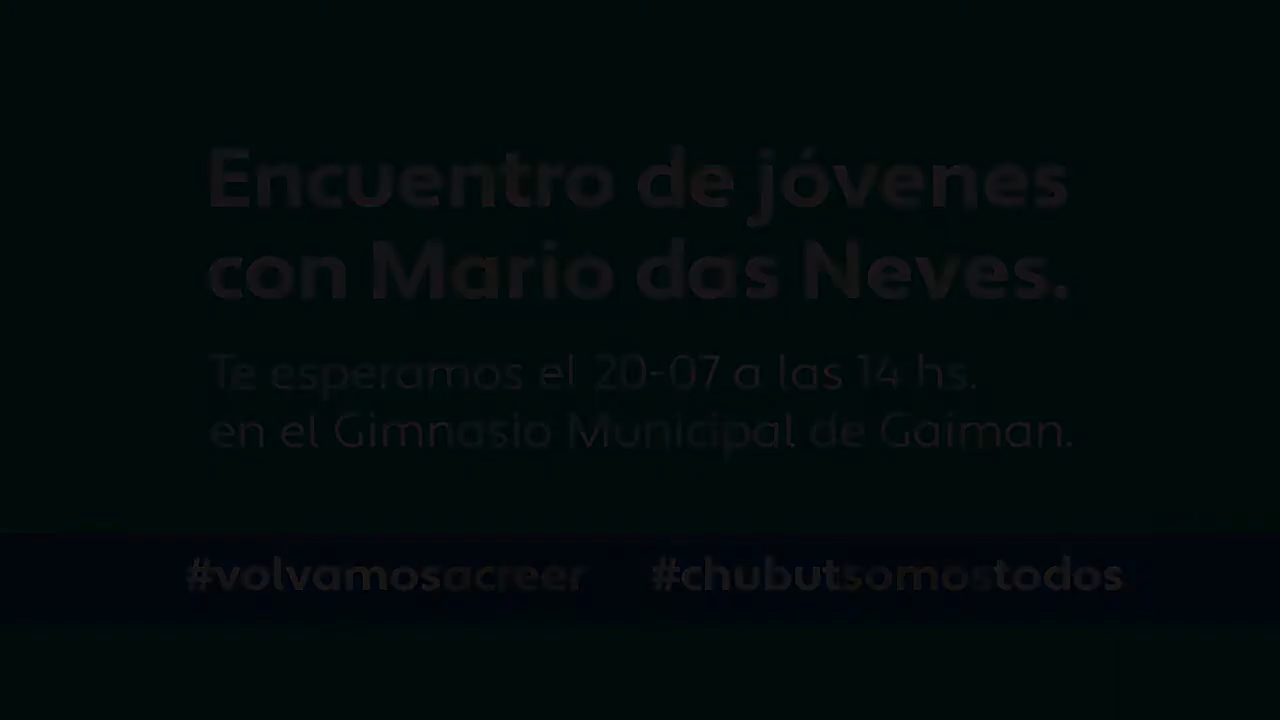 Encuentro de jóvenes
con Mario das Neves.
Te esperamos el 20-07 a las 14 hs.
en el Gimnasio Municipal de Gaiman.
#volvamosacreer #chubutsomostodos